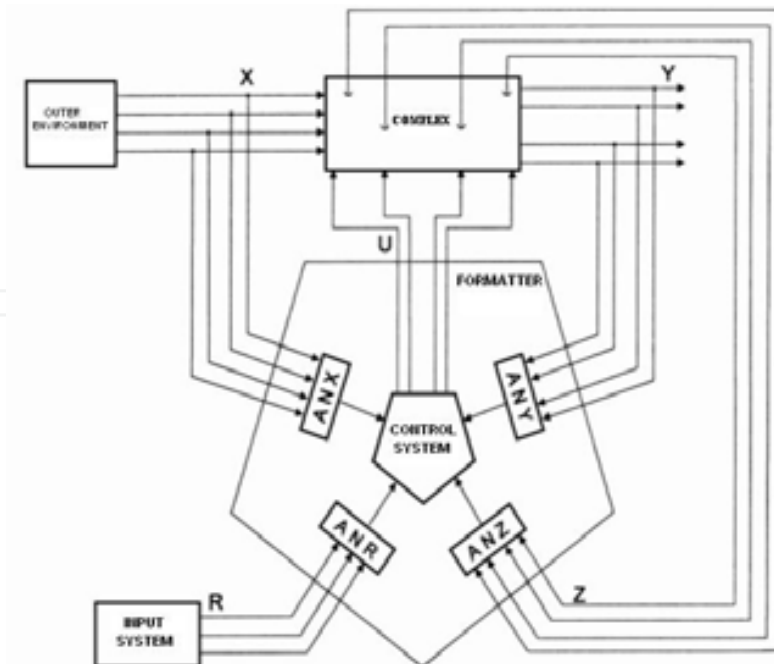 X
Y
OUTER
ENVIRONMENT
COMPLEX
U
FORMATTER
ANX
ANY
CONTROL
SYSTEM
ANR
ANZ
R
Z
INPUT
SYSTEM